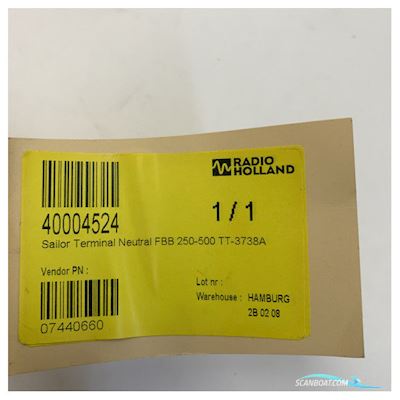 RADIO
HOLLAND
40004524
1/1
Sailor Terminal Neutral FBB 250-500 TT-3738A
Vendor PN :
Lot nr :
Warehouse : HAMBURG
2B 02 08
07440660
SCANBOAT.COM